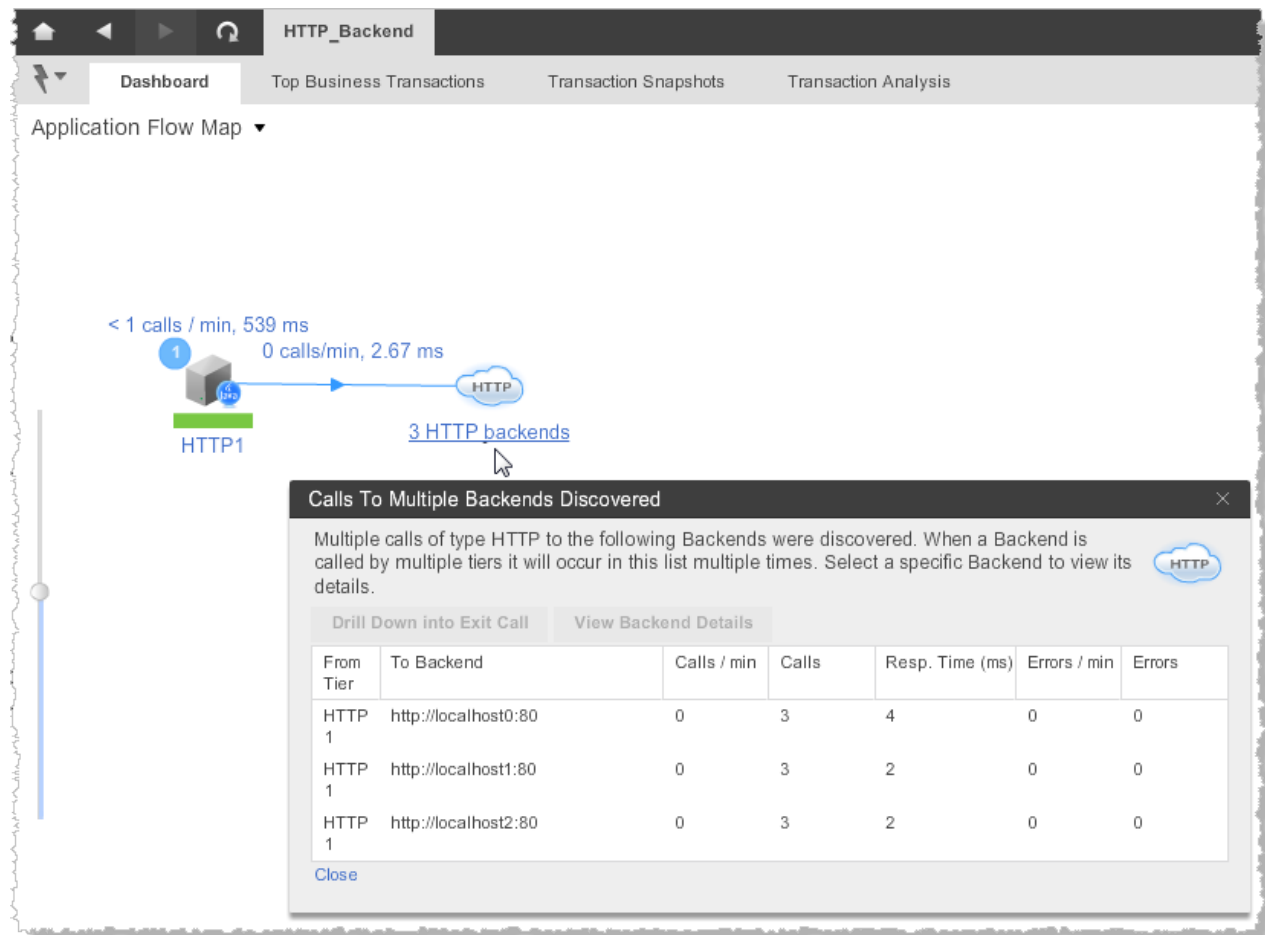 HTTP_Backend
Dashboard Top Business Transactions Transaction Snapshots Transaction Analysis
Application Flow Map
< 1 calls / min, 539 ms
1
0 calls/min, 2.67 ms
HTTP
3 HTTP backends
HTTP1
Calls To Multiple Backends Discovered
Multiple calls of type HTTP to the following Backends were discovered. When a Backend is
called by multiple tiers it will occur in this list multiple times. Select a specific Backend to view its
details.
HTTP
Drill Down into Exit Call View Backend Details
From Tier To Backend Calls / min Calls Resp. Time (ms) Errors / min Errors
HTTP1 http://localhost0:80 0 3 4 0 0
HTTP1 http://localhost1:80 0 3 2 0 0
HTTP1 http://localhost2:80 0 3 2 0 0
Close